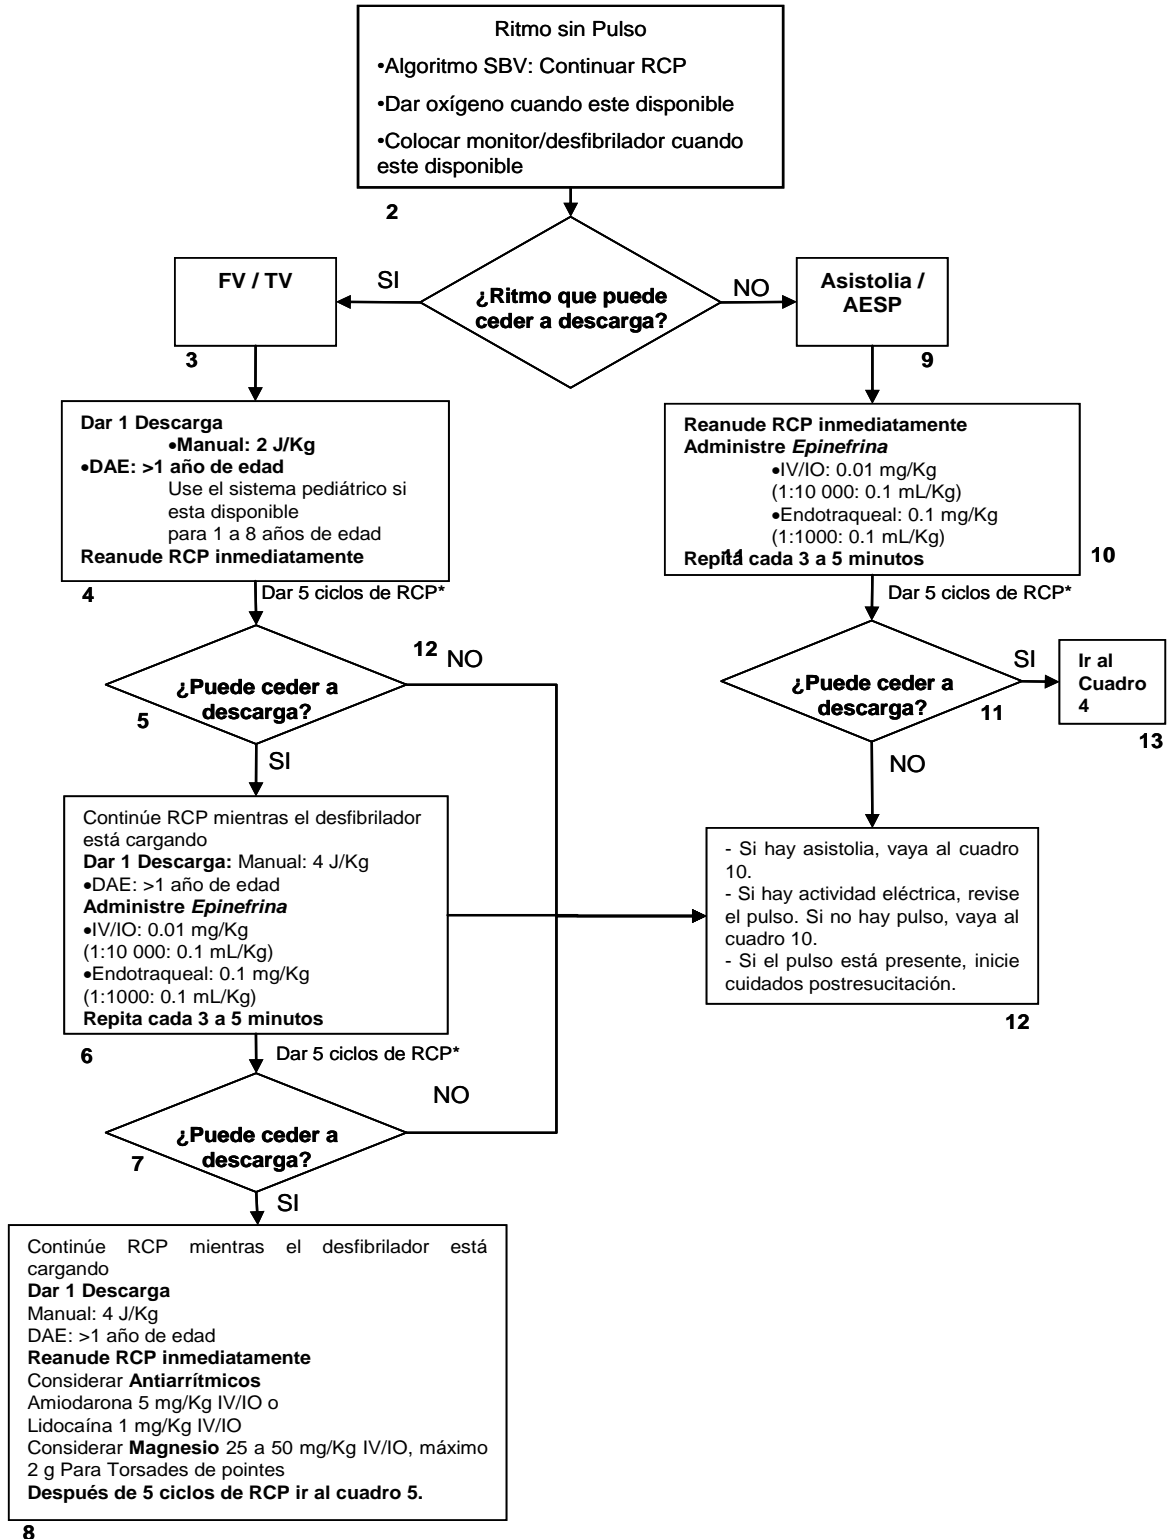 Ritmo sin Pulso
•Algoritmo SBV: Continuar RCP
•Dar oxígeno cuando este disponible
•Colocar monitor/desfibrilador cuando
este disponible
2
¿Ritmo que puede
ceder a descarga?
SI
NO
FV / TV
3
Asistolia /
AESP
9
Dar 1 Descarga
•Manual: 2 J/Kg
•DAE: >1 año de edad
Use el sistema pediátrico si
esta disponible
para 1 a 8 años de edad
Reanude RCP inmediatamente
4
Dar 5 ciclos de RCP*
Reanude RCP inmediatamente
Administre Epinefrina
•IV/IO: 0.01 mg/Kg
(1:10 000: 0.1 mL/Kg)
•Endotraqueal: 0.1 mg/Kg
(1:1000: 0.1 mL/Kg)
11
Repita cada 3 a 5 minutos
10
Dar 5 ciclos de RCP*
¿Puede ceder a
descarga?
5
12
NO
SI
¿Puede ceder a
descarga?
11
SI
NO
Ir al
Cuadro
4
13
Continúe RCP mientras el desfibrilador
está cargando
Dar 1 Descarga: Manual: 4 J/Kg
•DAE: >1 año de edad
Administre Epinefrina
•IV/IO: 0.01 mg/Kg
(1:10 000: 0.1 mL/Kg)
•Endotraqueal: 0.1 mg/Kg
(1:1000: 0.1 mL/Kg)
Repita cada 3 a 5 minutos
6
Dar 5 ciclos de RCP*
- Si hay asistolia, vaya al cuadro
10.
- Si hay actividad eléctrica, revise
el pulso. Si no hay pulso, vaya al
cuadro 10.
- Si el pulso está presente, inicie
cuidados postresucitación.
12
¿Puede ceder a
descarga?
7
NO
SI
Continúe RCP mientras el desfibrilador está
cargando
Dar 1 Descarga
Manual: 4 J/Kg
DAE: >1 año de edad
Reanude RCP inmediatamente
Considerar Antiarrítmicos
Amiodarona 5 mg/Kg IV/IO o
Lidocaína 1 mg/Kg IV/IO
Considerar Magnesio 25 a 50 mg/Kg IV/IO, máximo
2 g Para Torsades de pointes
Después de 5 ciclos de RCP ir al cuadro 5.
8